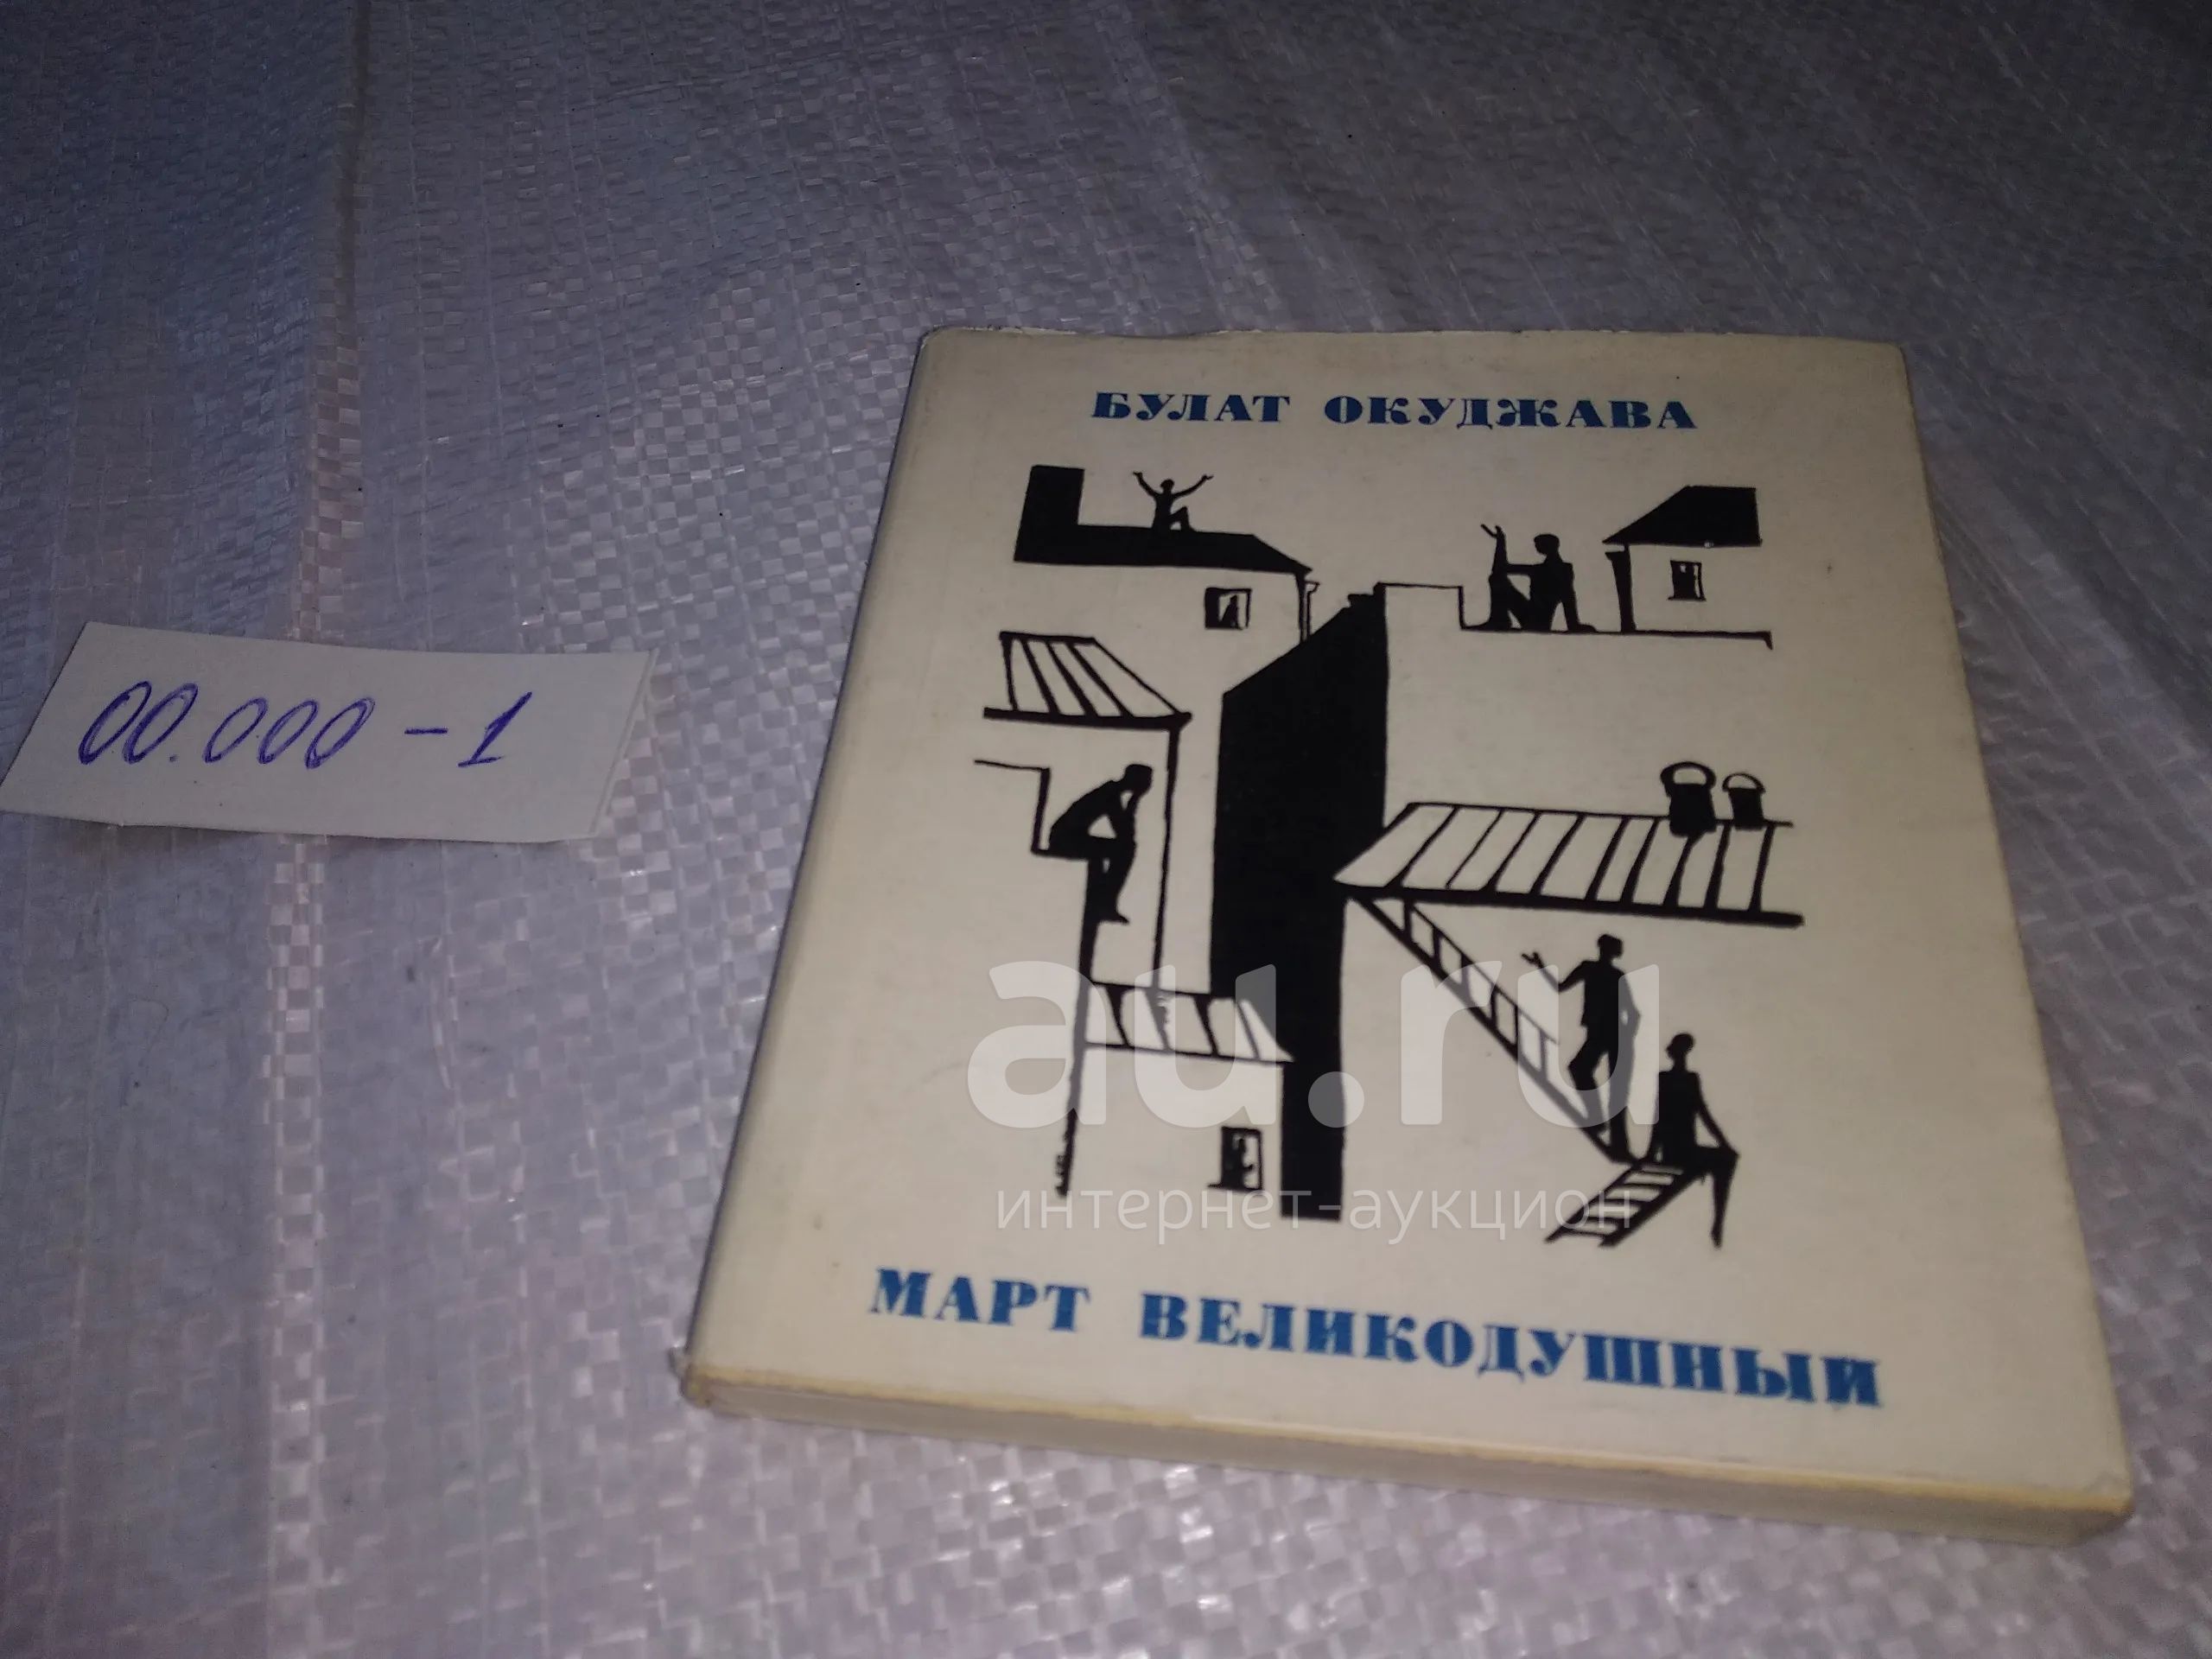 БУЛАТ ОКУДЖАВА
00.000-1
au.ru
интернет-аукцион
МАРТ ВЕЛИКОДУШНЫЙ